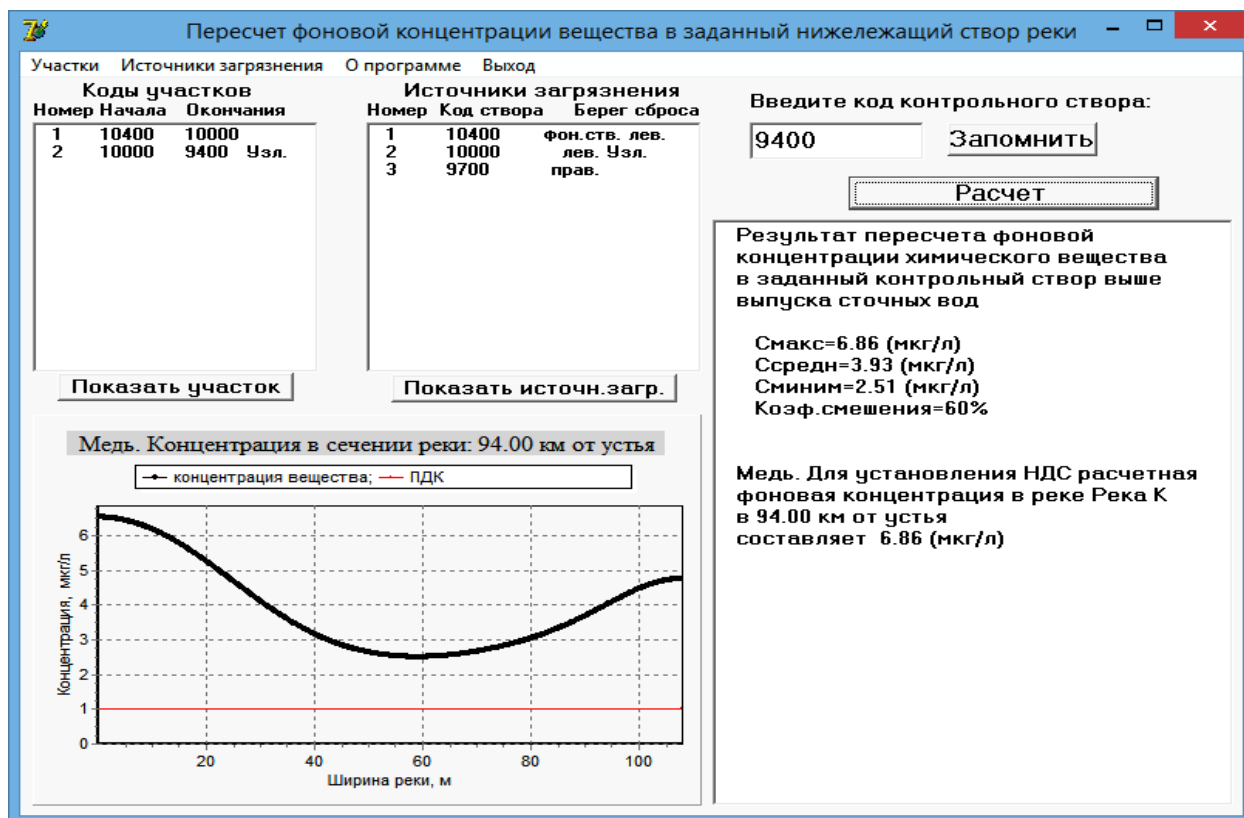 Пересчет фоновой концентрации вещества в заданный нижележащий створ реки
Участки Источники загрязнения О программе Выход
Коды участков
Номер Начала Окончания
1 10400 10000
2 10000 9400 Узл.
Показать участок
Источники загрязнения
Номер Код створа Берег сброса
1 10400 фон.ств. лев.
2 10000 лев. Узл.
3 9700 прав.
Показать источн.загр.
Введите код контрольного створа:
9400 Запомнить
Расчет
Результат пересчета фоновой
концентрации химического вещества
в заданный контрольный створ выше
выпуска сточных вод
Смакс=6.86 (мкг/л)
Ссредн=3.93 (мкг/л)
Сминим=2.51 (мкг/л)
Коэф.смешения=60%
Медь. Для установления НДС расчетная
фоновая концентрация в реке Река К
в 94.00 км от устья
составляет 6.86 (мкг/л)
Медь. Концентрация в сечении реки: 94.00 км от устья
концентрация вещества; ПДК
Концентрация, мкг/л
6
5
4
3
2
1
0
20 40 60 80 100
Ширина реки, м